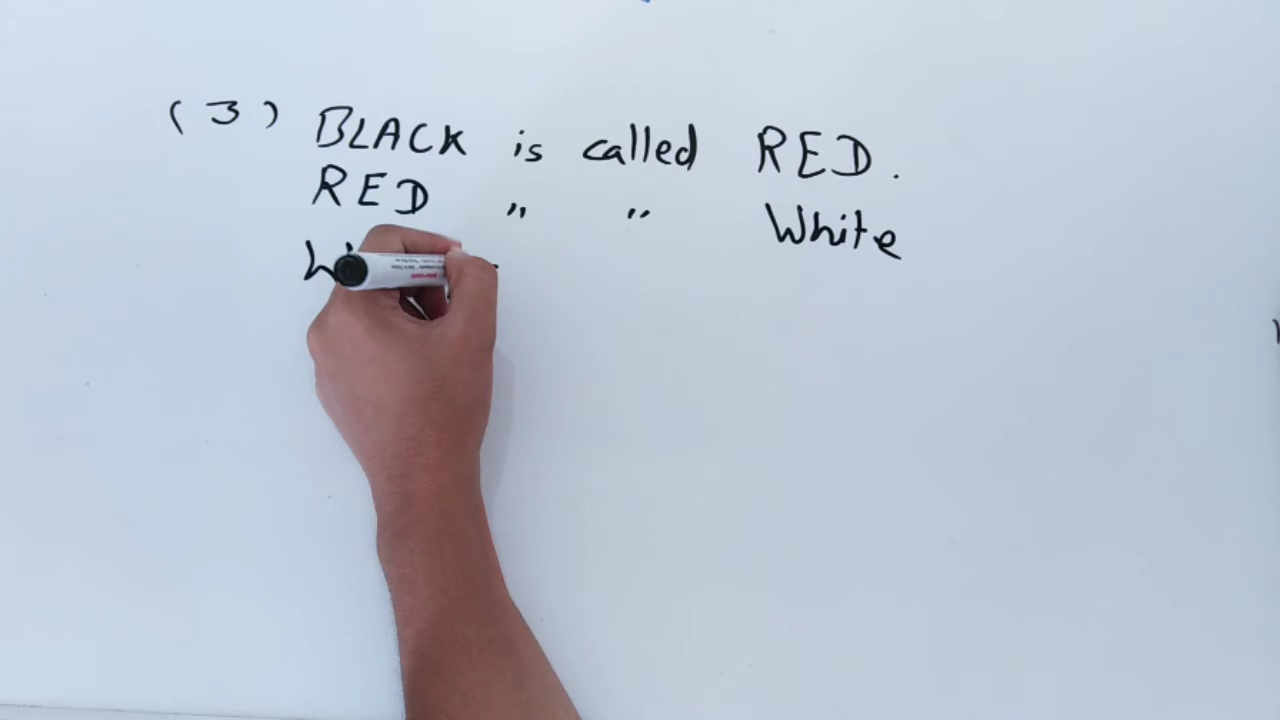 (3) BLACK is called RED.
RED " " White